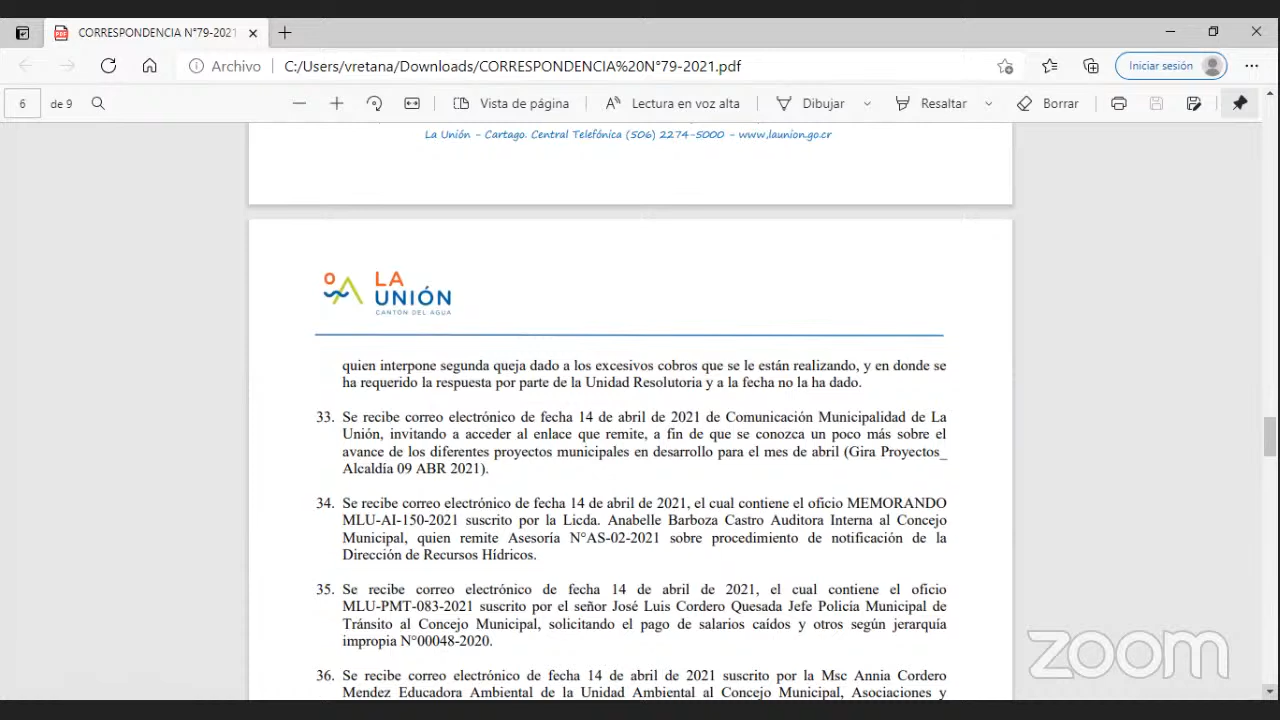 CORRESPONDENCIA N°79-2021
Archivo
C:/Users/vretana/Downloads/CORRESPONDENCIA%20N°79-2021.pdf
Iniciar sesión
6 de 9
Vista de página
Lectura en voz alta
Dibujar
Resaltar
Borrar
La Unión - Cartago. Central Telefónica (506) 2274-5000 - www.launion.go.cr
LA
UNIÓN
CANTÓN DEL AGUA
quien interpone segunda queja dado a los excesivos cobros que se le están realizando, y en donde se
ha requerido la respuesta por parte de la Unidad Resolutoria y a la fecha no la ha dado.
33. Se recibe correo electrónico de fecha 14 de abril de 2021 de Comunicación Municipalidad de La
Unión, invitando a acceder al enlace que remite, a fin de que se conozca un poco más sobre el
avance de los diferentes proyectos municipales en desarrollo para el mes de abril (Gira Proyectos_
Alcaldía 09 ABR 2021).
34. Se recibe correo electrónico de fecha 14 de abril de 2021, el cual contiene el oficio MEMORANDO
MLU-AI-150-2021 suscrito por la Licda. Anabelle Barboza Castro Auditora Interna al Concejo
Municipal, quien remite Asesoría N°AS-02-2021 sobre procedimiento de notificación de la
Dirección de Recursos Hídricos.
35. Se recibe correo electrónico de fecha 14 de abril de 2021, el cual contiene el oficio
MLU-PMT-083-2021 suscrito por el señor José Luis Cordero Quesada Jefe Policía Municipal de
Tránsito al Concejo Municipal, solicitando el pago de salarios caídos y otros según jerarquía
impropia N°00048-2020.
36. Se recibe correo electrónico de fecha 14 de abril de 2021 suscrito por la Msc Annia Cordero
Mendez Educadora Ambiental de la Unidad Ambiental al Concejo Municipal, Asociaciones y
zoom